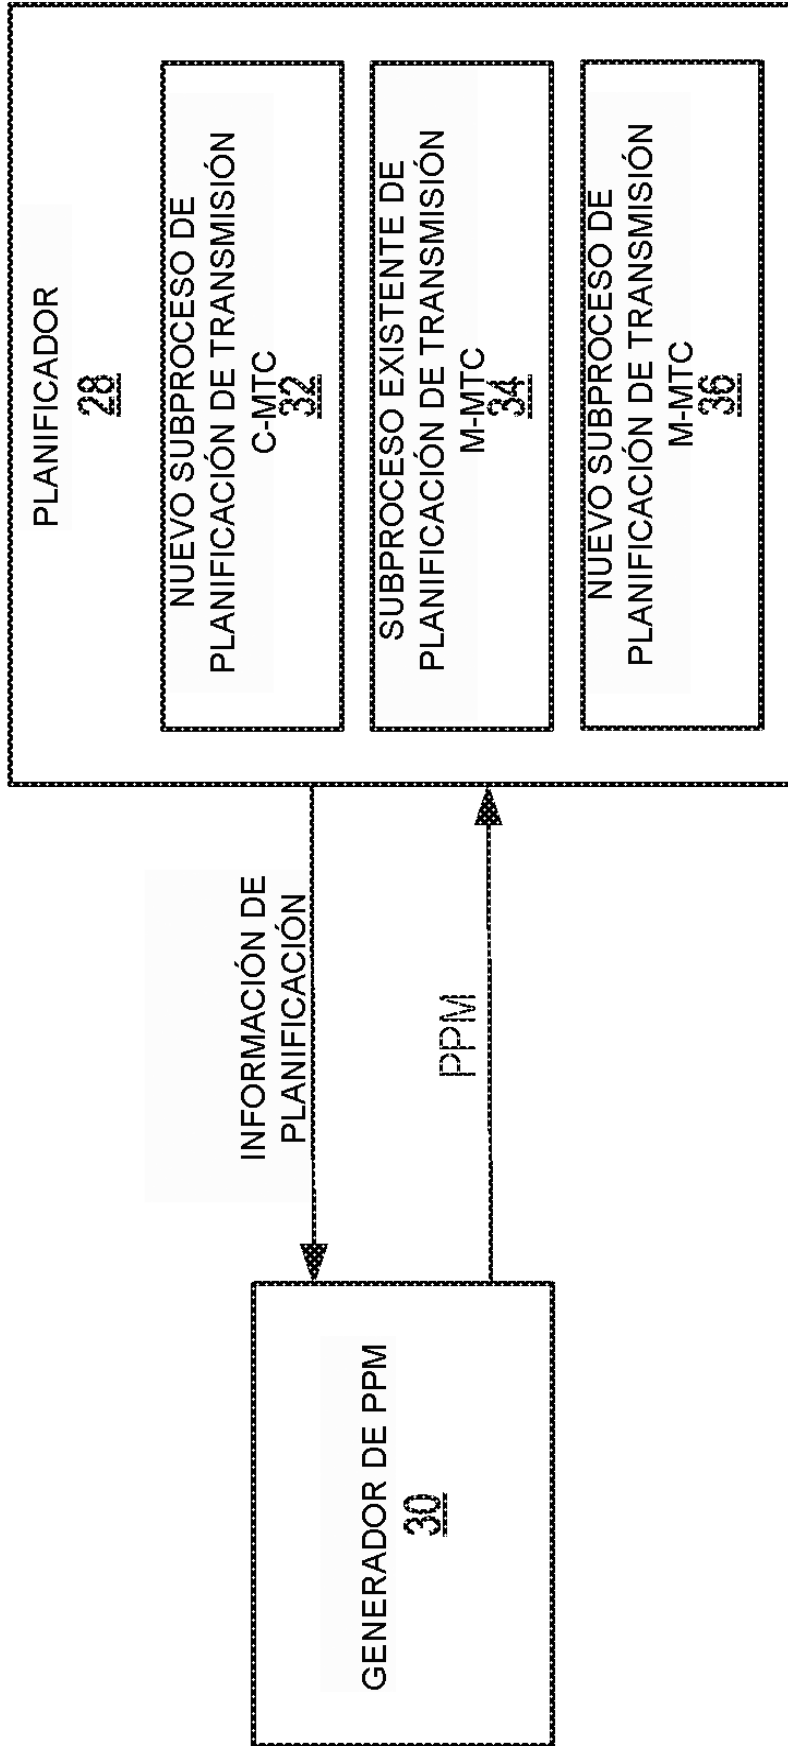 GENERADOR DE PPM
30
INFORMACIÓN DE
PLANIFICACIÓN
PPM
PLANIFICADOR
28
NUEVO SUBPROCESO DE
PLANIFICACIÓN DE TRANSMISIÓN
C-MTC
32
SUBPROCESO EXISTENTE DE
PLANIFICACIÓN DE TRANSMISIÓN
M-MTC
34
NUEVO SUBPROCESO DE
PLANIFICACIÓN DE TRANSMISIÓN
M-MTC
36